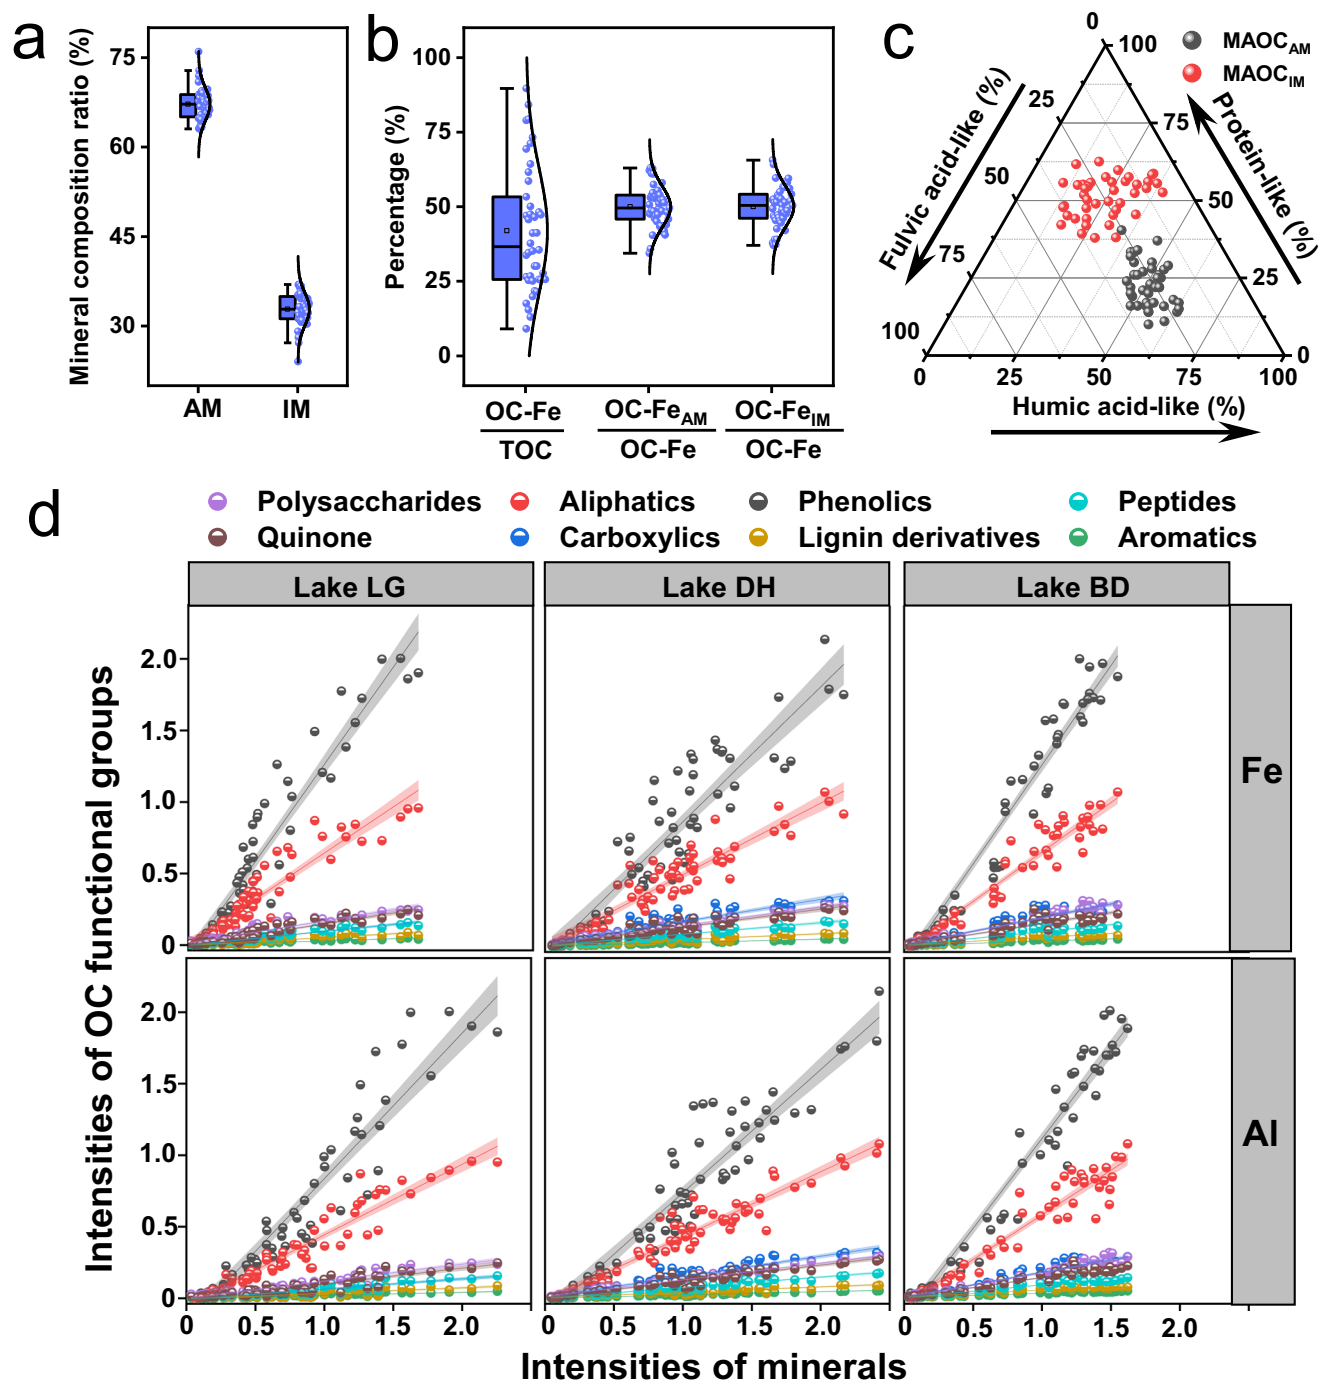 a
Mineral composition ratio (%)
75
60
45
30
AM IM
b
Percentage (%)
100
75
50
25
0
OC-Fe OC-FeAM OC-FeIM
TOC OC-Fe OC-Fe
c
MAOCAM
MAOCIM
Fulvic acid-like (%)
Protein-like (%)
Humic acid-like (%)
0
25
50
75
100
100
75
50
25
0
0 25 50 75 100
d
Polysaccharides Aliphatics Phenolics Peptides
Quinone Carboxylics Lignin derivatives Aromatics
Lake LG Lake DH Lake BD
Fe
Al
Intensities of OC functional groups
2.0
1.5
1.0
0.5
0
2.0
1.5
1.0
0.5
0
0 0.5 1.0 1.5 2.0 0 0.5 1.0 1.5 2.0 0 0.5 1.0 1.5 2.0
Intensities of minerals